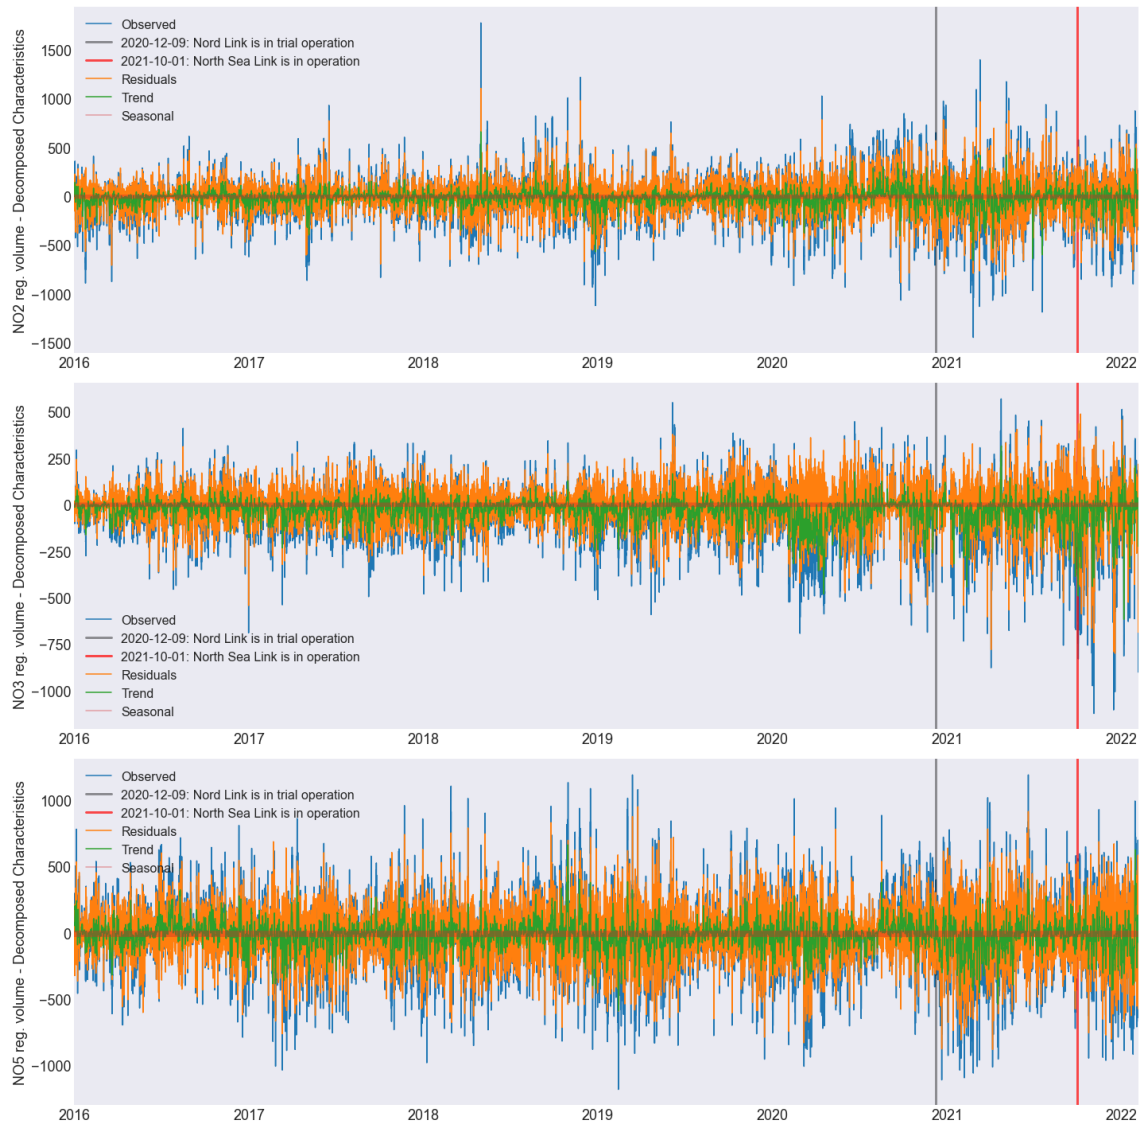 NO2 reg. volume - Decomposed Characteristics
1500
1000
500
0
−500
−1000
−1500
Observed
2020-12-09: Nord Link is in trial operation
2021-10-01: North Sea Link is in operation
Residuals
Trend
Seasonal
2016 2017 2018 2019 2020 2021 2022
NO3 reg. volume - Decomposed Characteristics
500
250
0
−250
−500
−750
−1000
Observed
2020-12-09: Nord Link is in trial operation
2021-10-01: North Sea Link is in operation
Residuals
Trend
Seasonal
2016 2017 2018 2019 2020 2021 2022
NO5 reg. volume - Decomposed Characteristics
1000
500
0
−500
−1000
Observed
2020-12-09: Nord Link is in trial operation
2021-10-01: North Sea Link is in operation
Residuals
Trend
Seasonal
2016 2017 2018 2019 2020 2021 2022